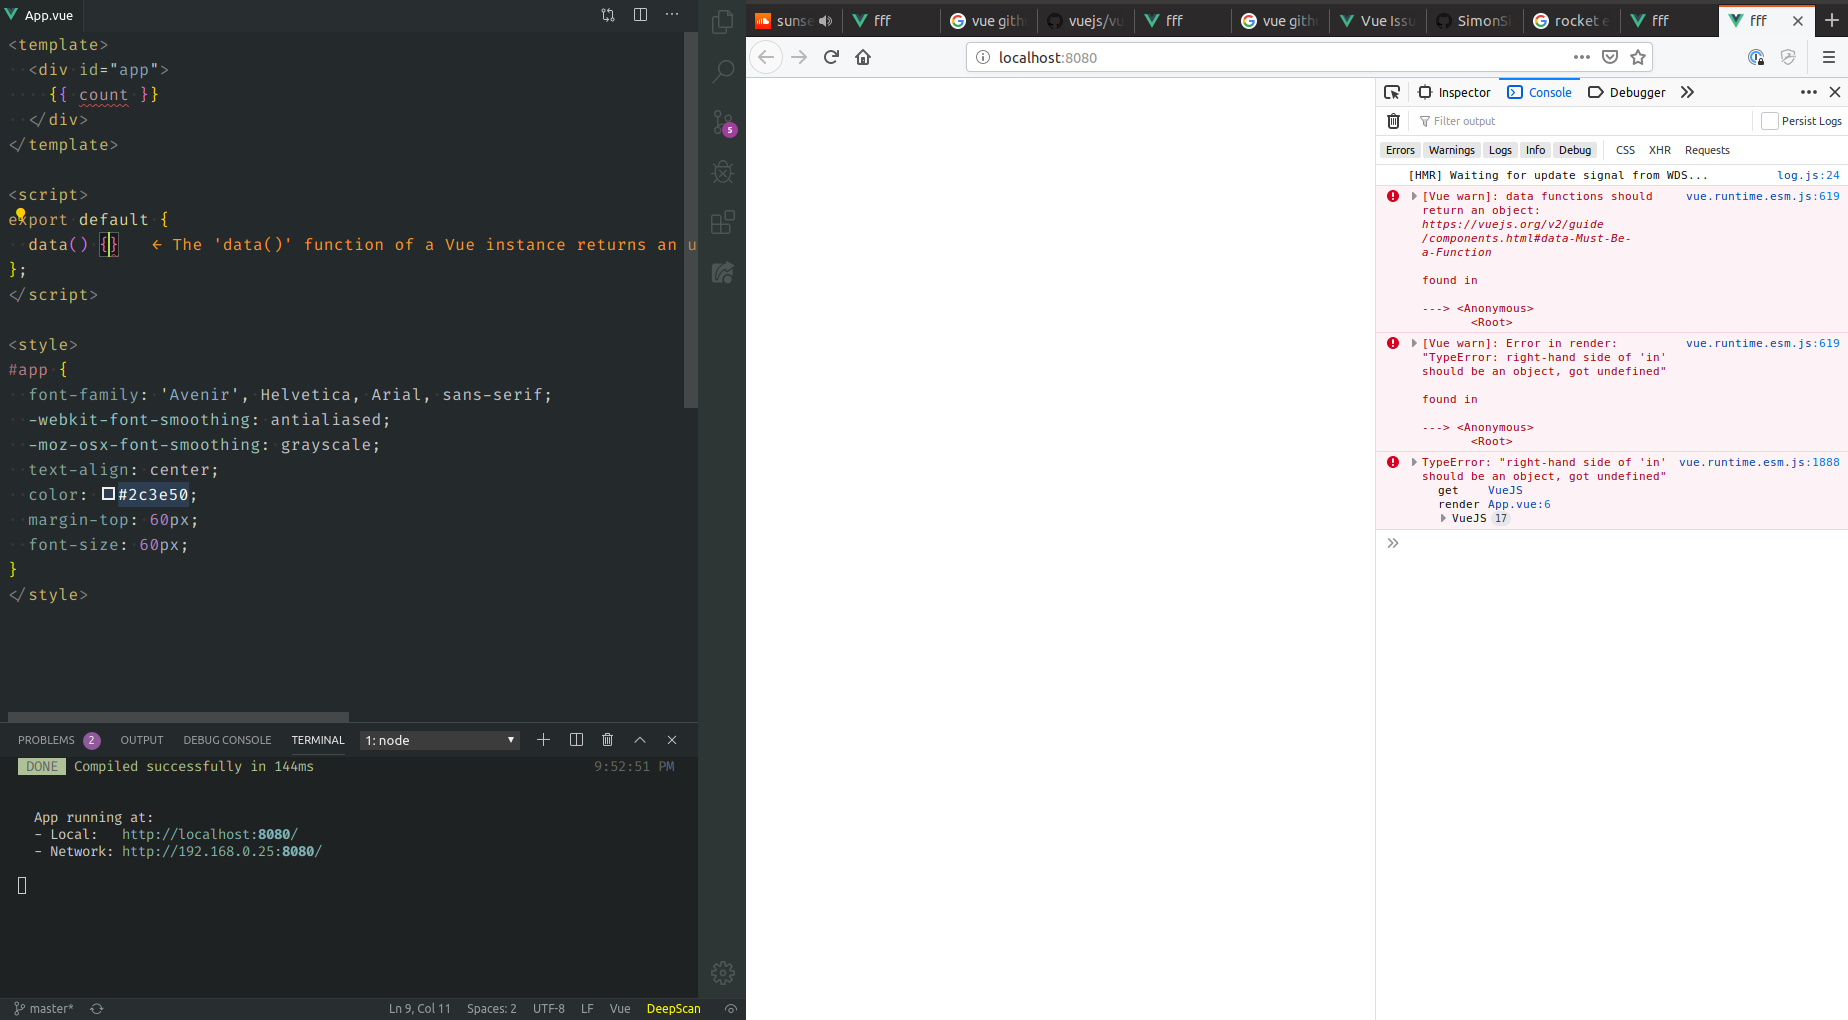 App.vue
<template>
<div id="app">
{{ count }}
</div>
</template>
<script>
export default {
data() {} ← The 'data()' function of a Vue instance returns an u
};
</script>
<style>
#app {
font-family: 'Avenir', Helvetica, Arial, sans-serif;
-webkit-font-smoothing: antialiased;
-moz-osx-font-smoothing: grayscale;
text-align: center;
color: #2c3e50;
margin-top: 60px;
font-size: 60px;
}
</style>
5
PROBLEMS 2 OUTPUT DEBUG CONSOLE TERMINAL 1: node
DONE Compiled successfully in 144ms 9:52:51 PM
App running at:
- Local: http://localhost:8080/
- Network: http://192.168.0.25:8080/
master* Ln 9, Col 11 Spaces: 2 UTF-8 LF Vue DeepScan
sunse fff vue gith vuejs/vu fff vue gith Vue Issu SimonS rocket e fff fff
localhost:8080
Inspector Console Debugger
Filter output Persist Logs
Errors Warnings Logs Info Debug CSS XHR Requests
[HMR] Waiting for update signal from WDS... log.js:24
[Vue warn]: data functions should vue.runtime.esm.js:619
return an object:
https://vuejs.org/v2/guide
/components.html#data-Must-Be-
a-Function
found in
---> <Anonymous>
<Root>
[Vue warn]: Error in render: vue.runtime.esm.js:619
"TypeError: right-hand side of 'in'
should be an object, got undefined"
found in
---> <Anonymous>
<Root>
TypeError: "right-hand side of 'in' vue.runtime.esm.js:1888
should be an object, got undefined"
get VueJS
render App.vue:6
VueJS 17